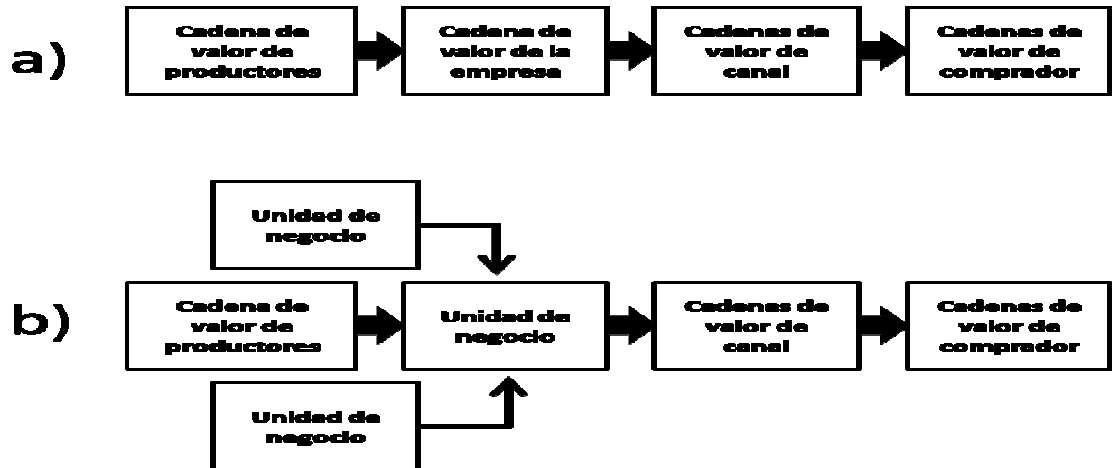 a)
Cadena de
valor de
productores
Cadena de
valor de la
empresa
Cadenas de
valor de
canal
Cadenas de
valor de
comprador
Unidad de
negocio
b)
Cadena de
valor de
productores
Unidad de
negocio
Cadenas de
valor de
canal
Cadenas de
valor de
comprador
Unidad de
negocio